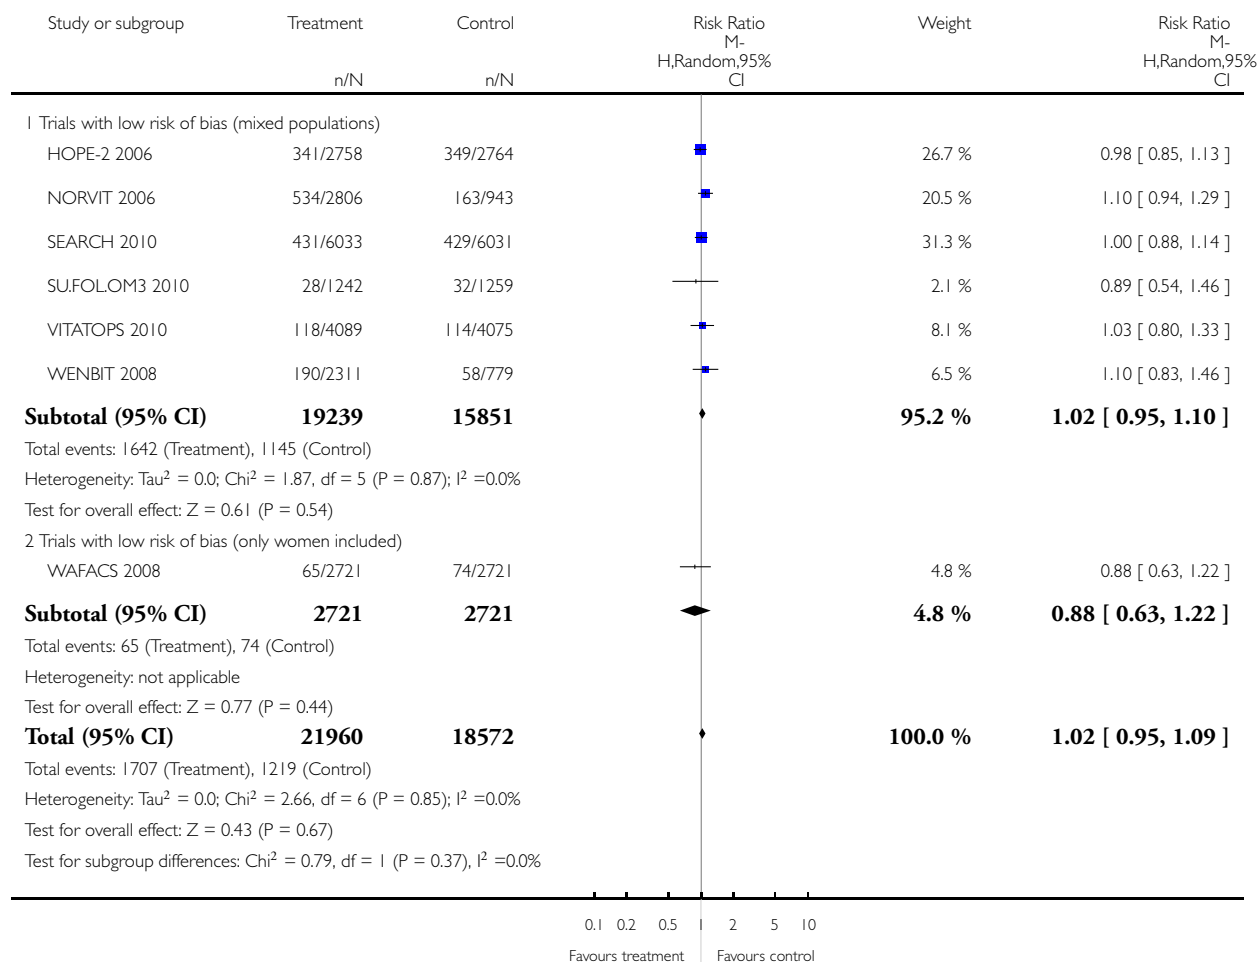 Study or subgroup Treatment Control Risk Ratio Weight Risk Ratio
n/N n/N M-H,Random,95% CI M-H,Random,95% CI
1 Trials with low risk of bias (mixed populations)
HOPE-2 2006 341/2758 349/2764 26.7 % 0.98 [ 0.85, 1.13 ]
NORVIT 2006 534/2806 163/943 20.5 % 1.10 [ 0.94, 1.29 ]
SEARCH 2010 431/6033 429/6031 31.3 % 1.00 [ 0.88, 1.14 ]
SU.FOL.OM3 2010 28/1242 32/1259 2.1 % 0.89 [ 0.54, 1.46 ]
VITATOPS 2010 118/4089 114/4075 8.1 % 1.03 [ 0.80, 1.33 ]
WENBIT 2008 190/2311 58/779 6.5 % 1.10 [ 0.83, 1.46 ]
Subtotal (95% CI) 19239 15851 95.2 % 1.02 [ 0.95, 1.10 ]
Total events: 1642 (Treatment), 1145 (Control)
Heterogeneity: Tau² = 0.0; Chi² = 1.87, df = 5 (P = 0.87); I² =0.0%
Test for overall effect: Z = 0.61 (P = 0.54)
2 Trials with low risk of bias (only women included)
WAFACS 2008 65/2721 74/2721 4.8 % 0.88 [ 0.63, 1.22 ]
Subtotal (95% CI) 2721 2721 4.8 % 0.88 [ 0.63, 1.22 ]
Total events: 65 (Treatment), 74 (Control)
Heterogeneity: not applicable
Test for overall effect: Z = 0.77 (P = 0.44)
Total (95% CI) 21960 18572 100.0 % 1.02 [ 0.95, 1.09 ]
Total events: 1707 (Treatment), 1219 (Control)
Heterogeneity: Tau² = 0.0; Chi² = 2.66, df = 6 (P = 0.85); I² =0.0%
Test for overall effect: Z = 0.43 (P = 0.67)
Test for subgroup differences: Chi² = 0.79, df = 1 (P = 0.37), I² =0.0%
0.1 0.2 0.5 1 2 5 10
Favours treatment Favours control